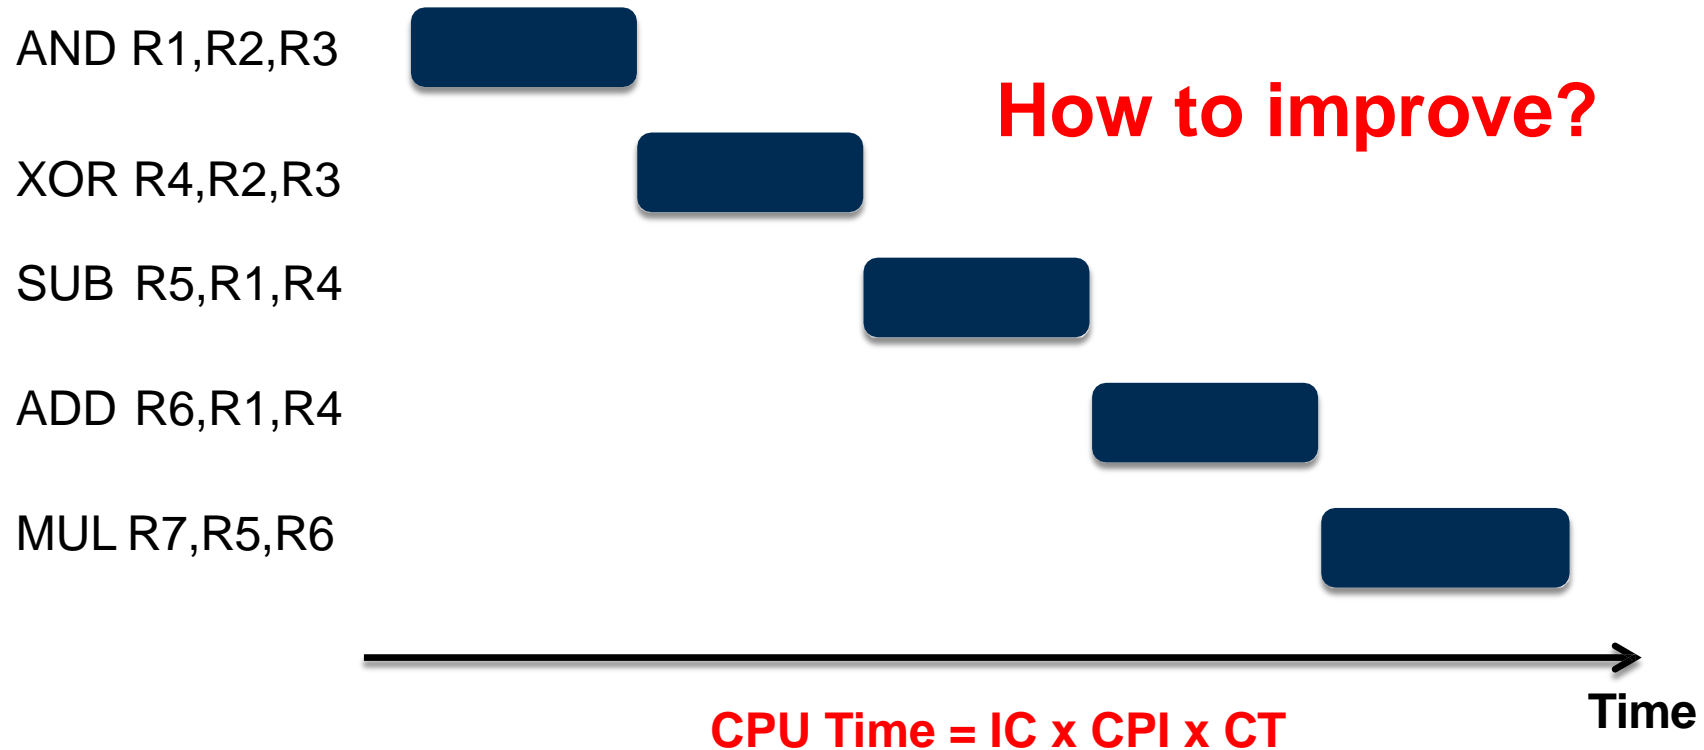 AND R1,R2,R3
How to improve?
XOR R4,R2,R3
SUB R5,R1,R4
ADD R6,R1,R4
MUL R7,R5,R6
Time
CPU Time = IC x CPI x CT